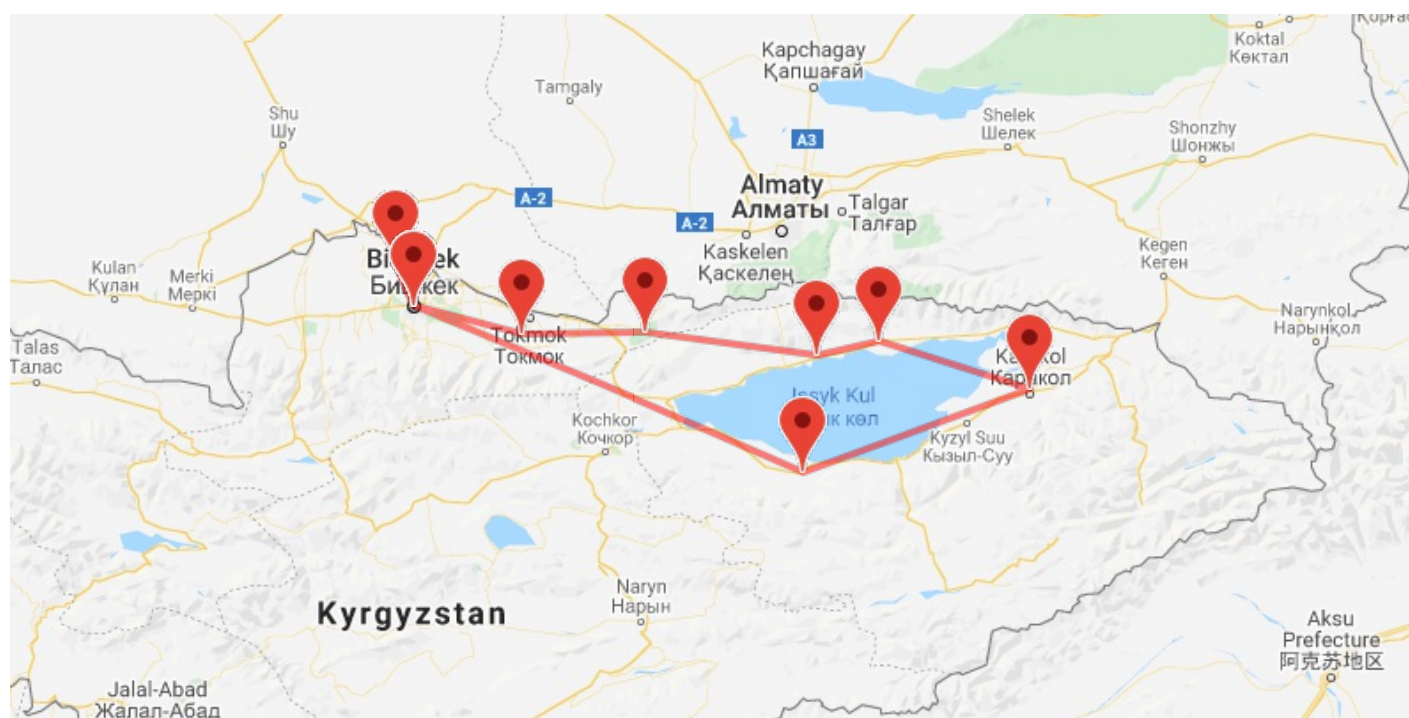 Қорғас
Koktal
Көктал
Kapchagay
Қапшағай
Tamgaly
Shu
Шу
Shelek
Шелек
Shonzhy
Шонжы
A3
Almaty
Алматы
A-2
A-2
Talgar
Талғар
Kaskelen
Қаскелең
Kegen
Кеген
Kulan
Құлан
Merki
Меркі
Narynkol
Нарынқол
Talas
Талас
Tokmok
Токмок
Issyk Kul
Kochkor
Кочкор
Kyzyl Suu
Кызыл-Суу
Naryn
Нарын
Kyrgyzstan
Aksu
Prefecture
阿克苏地区
Jalal-Abad
Жалал-Абад